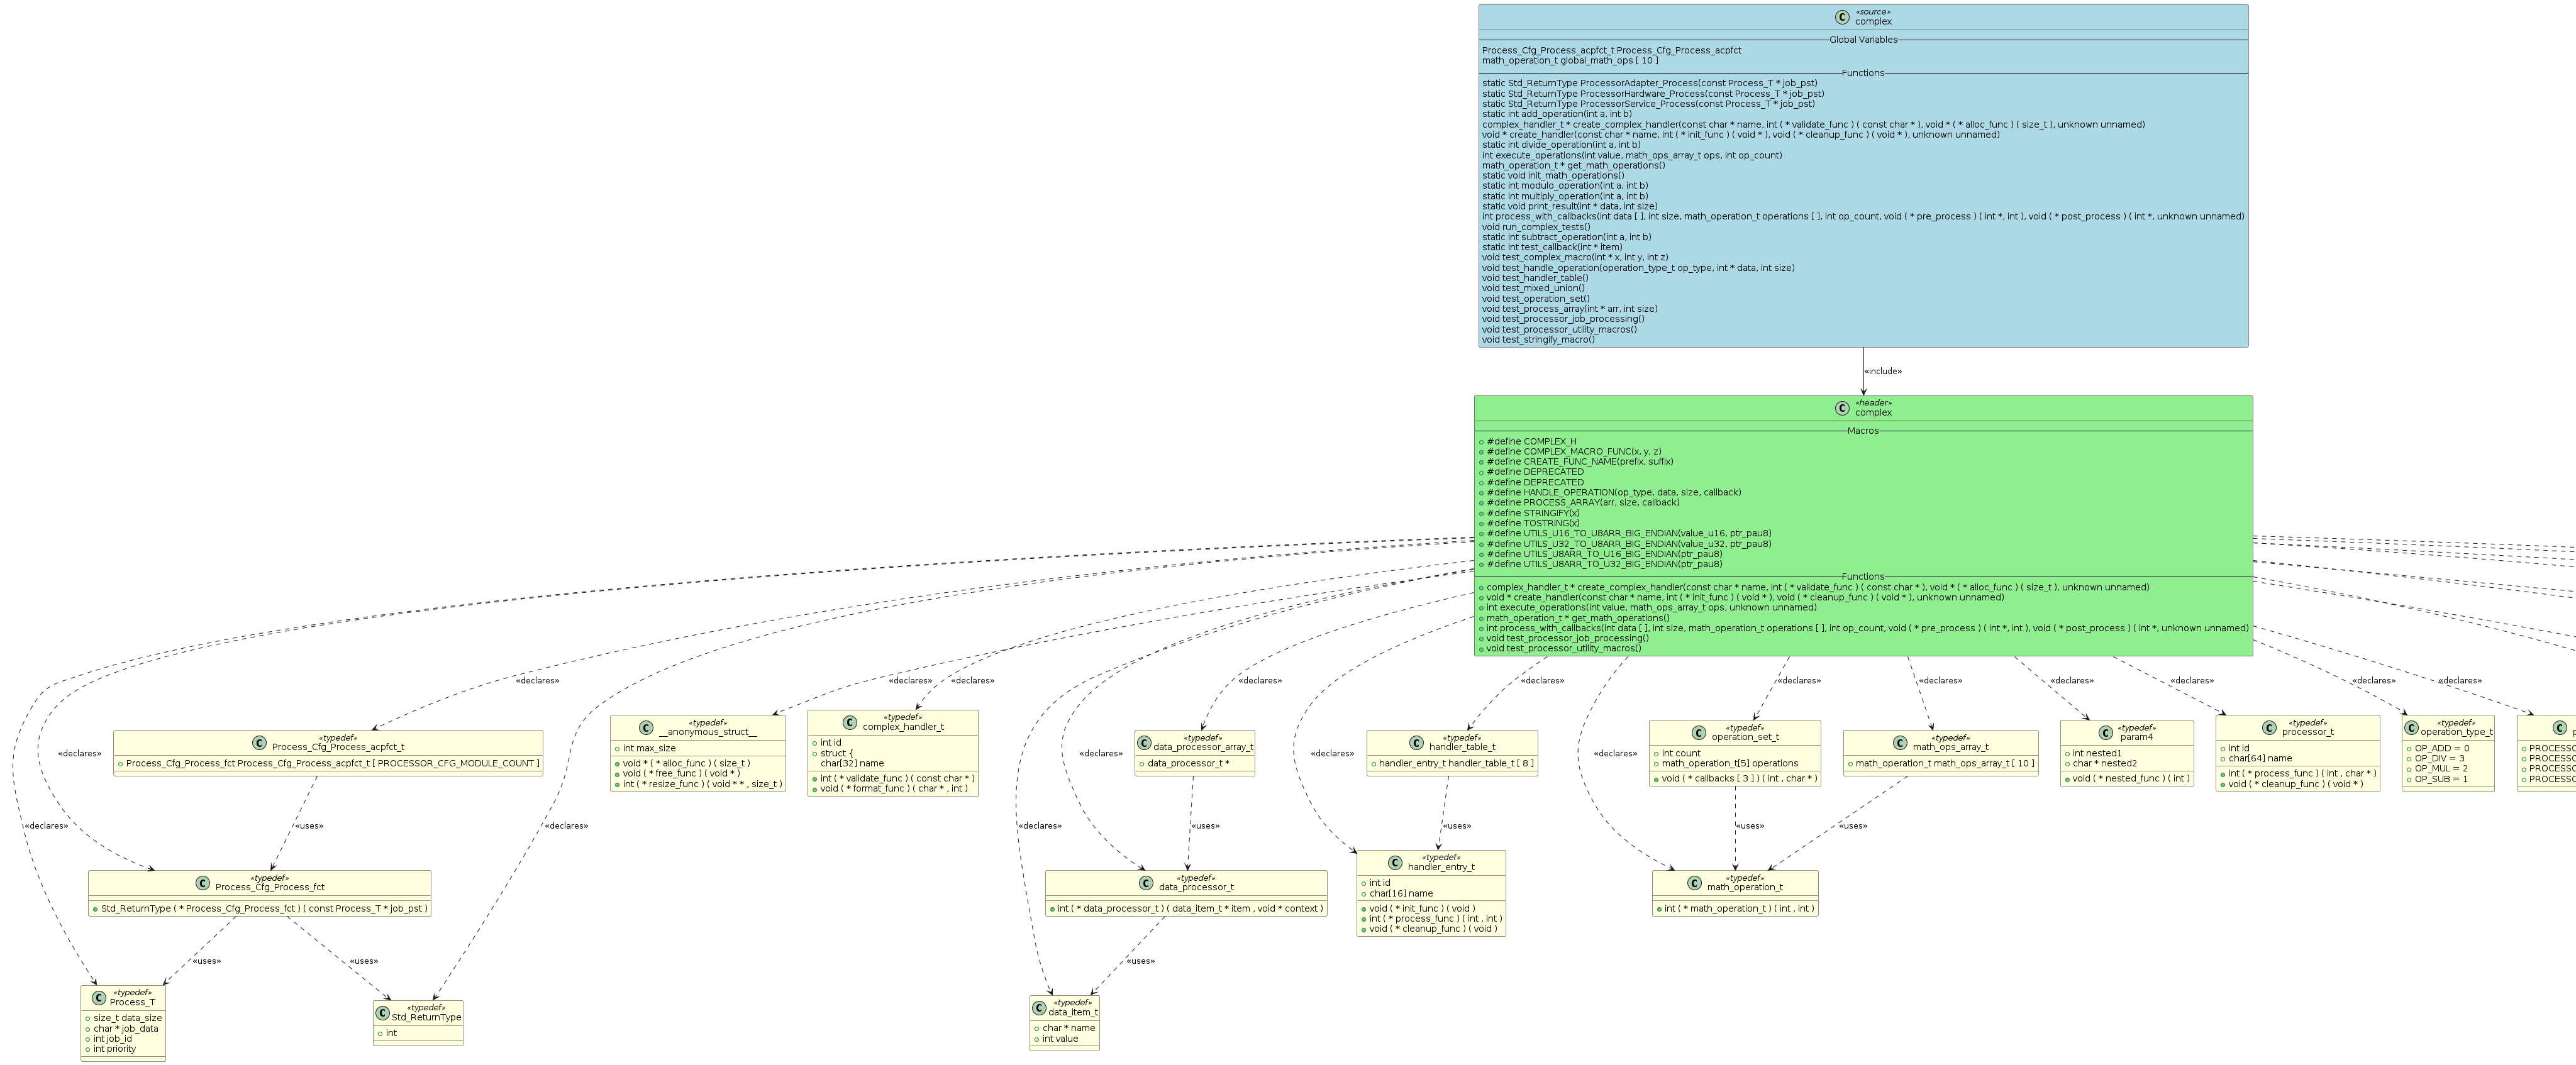 «source»
complex
Global Variables
Process_Cfg_Process_acpfct_t Process_Cfg_Process_acpfct
math_operation_t global_math_ops [ 10 ]
Functions
static Std_ReturnType ProcessorAdapter_Process(const Process_T * job_pst)
static Std_ReturnType ProcessorHardware_Process(const Process_T * job_pst)
static Std_ReturnType ProcessorService_Process(const Process_T * job_pst)
static int add_operation(int a, int b)
complex_handler_t * create_complex_handler(const char * name, int ( * validate_func ) ( const char * ), void * ( * alloc_func ) ( size_t ), unknown unnamed)
void * create_handler(const char * name, int ( * init_func ) ( void * ), void ( * cleanup_func ) ( void * ), unknown unnamed)
static int divide_operation(int a, int b)
int execute_operations(int value, math_ops_array_t ops, int op_count)
math_operation_t * get_math_operations()
static void init_math_operations()
static int modulo_operation(int a, int b)
static int multiply_operation(int a, int b)
static void print_result(int * data, int size)
int process_with_callbacks(int data [ ], int size, math_operation_t operations [ ], int op_count, void ( * pre_process ) ( int *, int ), void ( * post_process ) ( int *, unknown unnamed)
void run_complex_tests()
static int subtract_operation(int a, int b)
static int test_callback(int * item)
void test_complex_macro(int * x, int y, int z)
void test_handle_operation(operation_type_t op_type, int * data, int size)
void test_handler_table()
void test_mixed_union()
void test_operation_set()
void test_process_array(int * arr, int size)
void test_processor_job_processing()
void test_processor_utility_macros()
void test_stringify_macro()
«include»
«header»
complex
Macros
#define COMPLEX_H
#define COMPLEX_MACRO_FUNC(x, y, z)
#define CREATE_FUNC_NAME(prefix, suffix)
#define DEPRECATED
#define DEPRECATED
#define HANDLE_OPERATION(op_type, data, size, callback)
#define PROCESS_ARRAY(arr, size, callback)
#define STRINGIFY(x)
#define TOSTRING(x)
#define UTILS_U16_TO_U8ARR_BIG_ENDIAN(value_u16, ptr_pau8)
#define UTILS_U32_TO_U8ARR_BIG_ENDIAN(value_u32, ptr_pau8)
#define UTILS_U8ARR_TO_U16_BIG_ENDIAN(ptr_pau8)
#define UTILS_U8ARR_TO_U32_BIG_ENDIAN(ptr_pau8)
Functions
complex_handler_t * create_complex_handler(const char * name, int ( * validate_func ) ( const char * ), void * ( * alloc_func ) ( size_t ), unknown unnamed)
void * create_handler(const char * name, int ( * init_func ) ( void * ), void ( * cleanup_func ) ( void * ), unknown unnamed)
int execute_operations(int value, math_ops_array_t ops, unknown unnamed)
math_operation_t * get_math_operations()
int process_with_callbacks(int data [ ], int size, math_operation_t operations [ ], int op_count, void ( * pre_process ) ( int *, int ), void ( * post_process ) ( int *, unknown unnamed)
void test_processor_job_processing()
void test_processor_utility_macros()
«declares»
«declares»
«declares»
«declares»
«declares»
«declares»
«declares»
«declares»
«declares»
«declares»
«declares»
«typedef»
Process_Cfg_Process_acpfct_t
Process_Cfg_Process_fct Process_Cfg_Process_acpfct_t [ PROCESSOR_CFG_MODULE_COUNT ]
«typedef»
__anonymous_struct__
int max_size
void * ( * alloc_func ) ( size_t )
void ( * free_func ) ( void * )
int ( * resize_func ) ( void * * , size_t )
«typedef»
complex_handler_t
int id
struct {
char[32] name
int ( * validate_func ) ( const char * )
void ( * format_func ) ( char * , int )
«typedef»
data_processor_array_t
data_processor_t *
«typedef»
handler_table_t
handler_entry_t handler_table_t [ 8 ]
«typedef»
operation_set_t
int count
math_operation_t[5] operations
void ( * callbacks [ 3 ] ) ( int , char * )
«typedef»
math_ops_array_t
math_operation_t math_ops_array_t [ 10 ]
«typedef»
param4
int nested1
char * nested2
void ( * nested_func ) ( int )
«typedef»
processor_t
int id
char[64] name
int ( * process_func ) ( int , char * )
void ( * cleanup_func ) ( void * )
«typedef»
operation_type_t
OP_ADD = 0
OP_DIV = 3
OP_MUL = 2
OP_SUB = 1
p
PROCESSO
PROCESSO
PROCESSO
PROCESSO
«declares»
«declares»
«declares»
«declares»
«uses»
«declares»
«declares»
«declares»
«uses»
«uses»
«uses»
«uses»
«typedef»
Process_Cfg_Process_fct
Std_ReturnType ( * Process_Cfg_Process_fct ) ( const Process_T * job_pst )
«typedef»
data_processor_t
int ( * data_processor_t ) ( data_item_t * item , void * context )
«typedef»
handler_entry_t
int id
char[16] name
void ( * init_func ) ( void )
int ( * process_func ) ( int , int )
void ( * cleanup_func ) ( void )
«typedef»
math_operation_t
int ( * math_operation_t ) ( int , int )
«uses»
«uses»
«uses»
«typedef»
Process_T
size_t data_size
char * job_data
int job_id
int priority
«typedef»
Std_ReturnType
int
«typedef»
data_item_t
char * name
int value